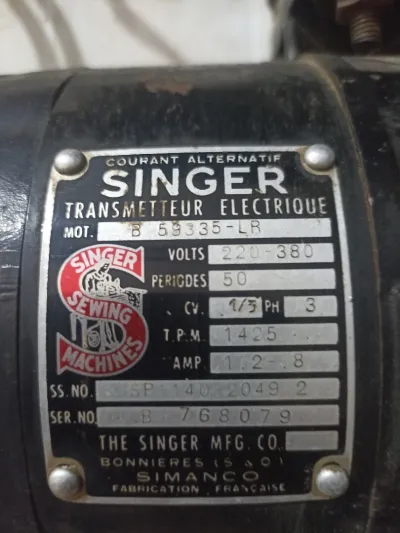 COURANT ALTERNATIF
SINGER
TRANSMETTEUR ELECTRIQUE
MOT. B 59335-LR
VOLTS 220-380
PERIODES 50
CV. 1/3 PH 3
T.P.M. 1425
AMP 1.2-.8
SS.NO. SP 140 2049 2
SER.NO. B 768079
THE SINGER MFG. CO.
BONNIERES (S & O)
SIMANCO
FABRICATION FRANÇAISE
SINGER
SEWING
MACHINES